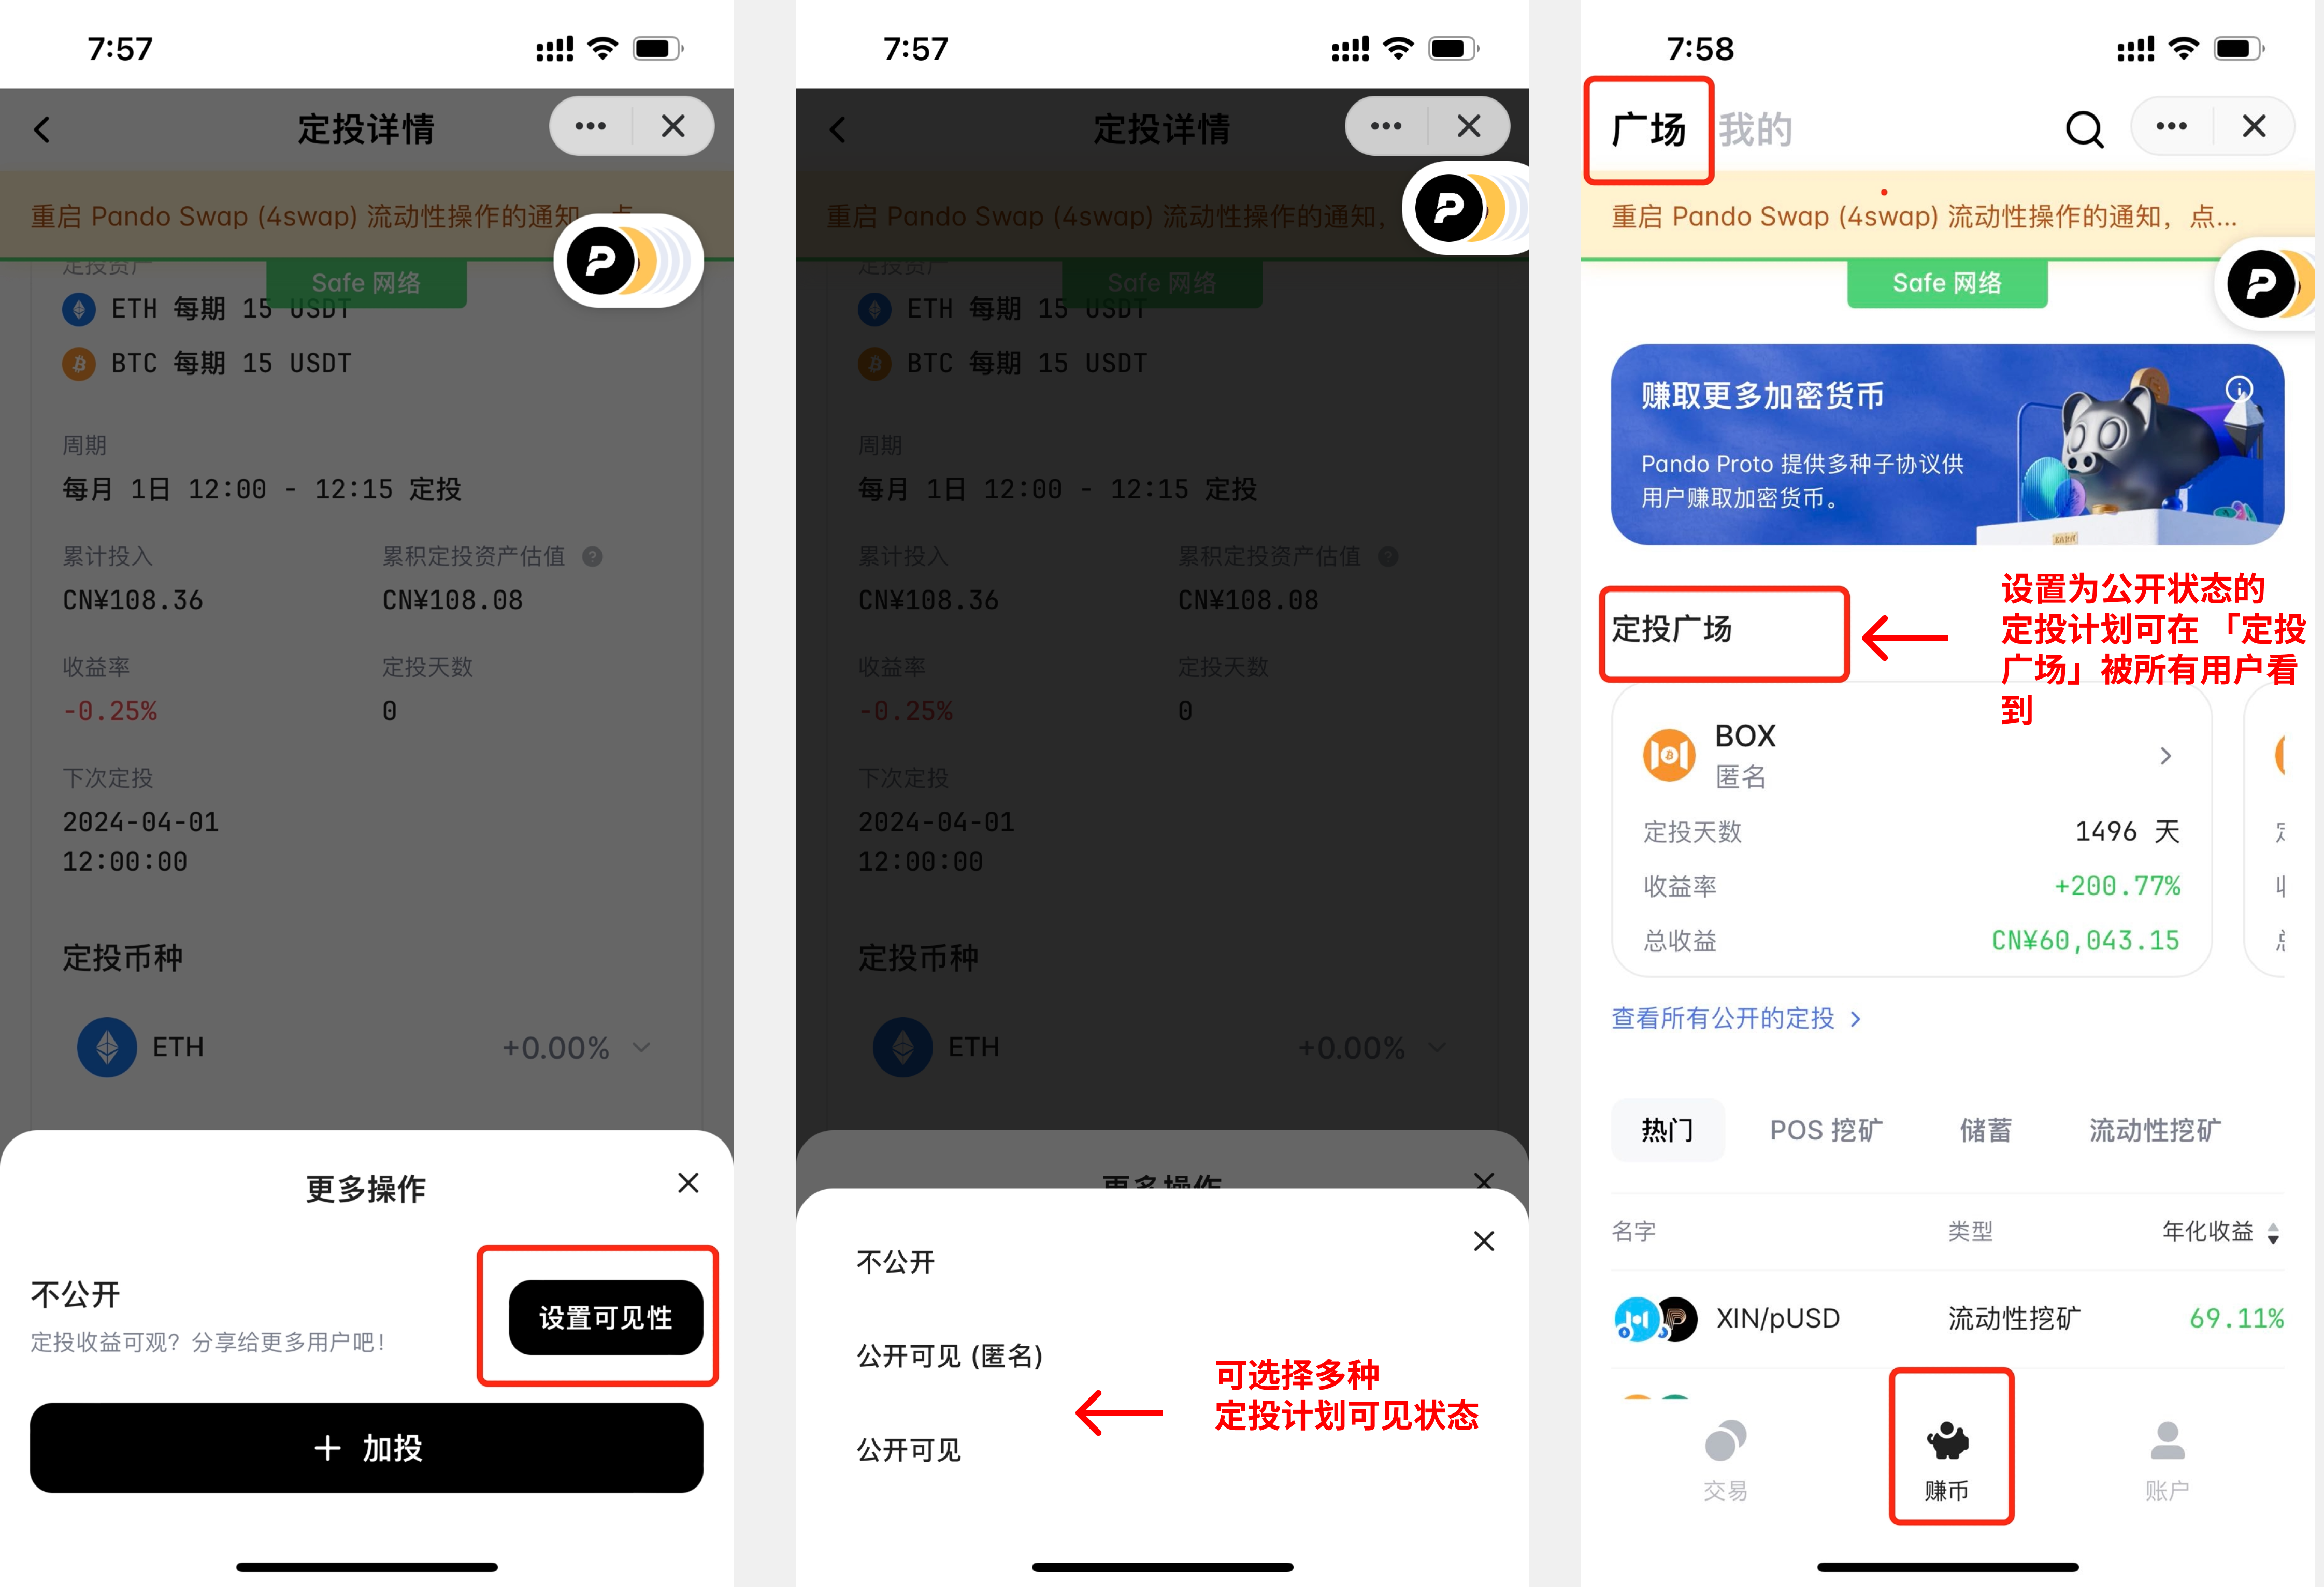 7:57
定投详情
重启 Pando Swap (4swap) 流动性操作的通知
Safe 网络
ETH 每期 15 USDT
BTC 每期 15 USDT
周期
每月 1日 12:00 - 12:15 定投
累计投入
累积定投资产估值
CN¥108.36
CN¥108.08
收益率
定投天数
-0.25%
0
下次定投
2024-04-01
12:00:00
定投币种
ETH
+0.00%
更多操作
不公开
定投收益可观？分享给更多用户吧！
设置可见性
+ 加投
7:57
定投详情
重启 Pando Swap (4swap) 流动性操作的通知，
Safe 网络
ETH 每期 15 USDT
BTC 每期 15 USDT
周期
每月 1日 12:00 - 12:15 定投
累计投入
累积定投资产估值
CN¥108.36
CN¥108.08
收益率
定投天数
-0.25%
0
下次定投
2024-04-01
12:00:00
定投币种
ETH
+0.00%
更多操作
不公开
公开可见 (匿名)
公开可见
可选择多种
定投计划可见状态
7:58
广场
我的
重启 Pando Swap (4swap) 流动性操作的通知，点...
Safe 网络
赚取更多加密货币
Pando Proto 提供多种子协议供
用户赚取加密货币。
定投广场
设置为公开状态的
定投计划可在 「定投
广场」被所有用户看
到
BOX
匿名
定投天数
1496 天
收益率
+200.77%
总收益
CN¥60,043.15
查看所有公开的定投
热门
POS 挖矿
储蓄
流动性挖矿
名字
类型
年化收益
XIN/pUSD
流动性挖矿
69.11%
交易
赚币
账户